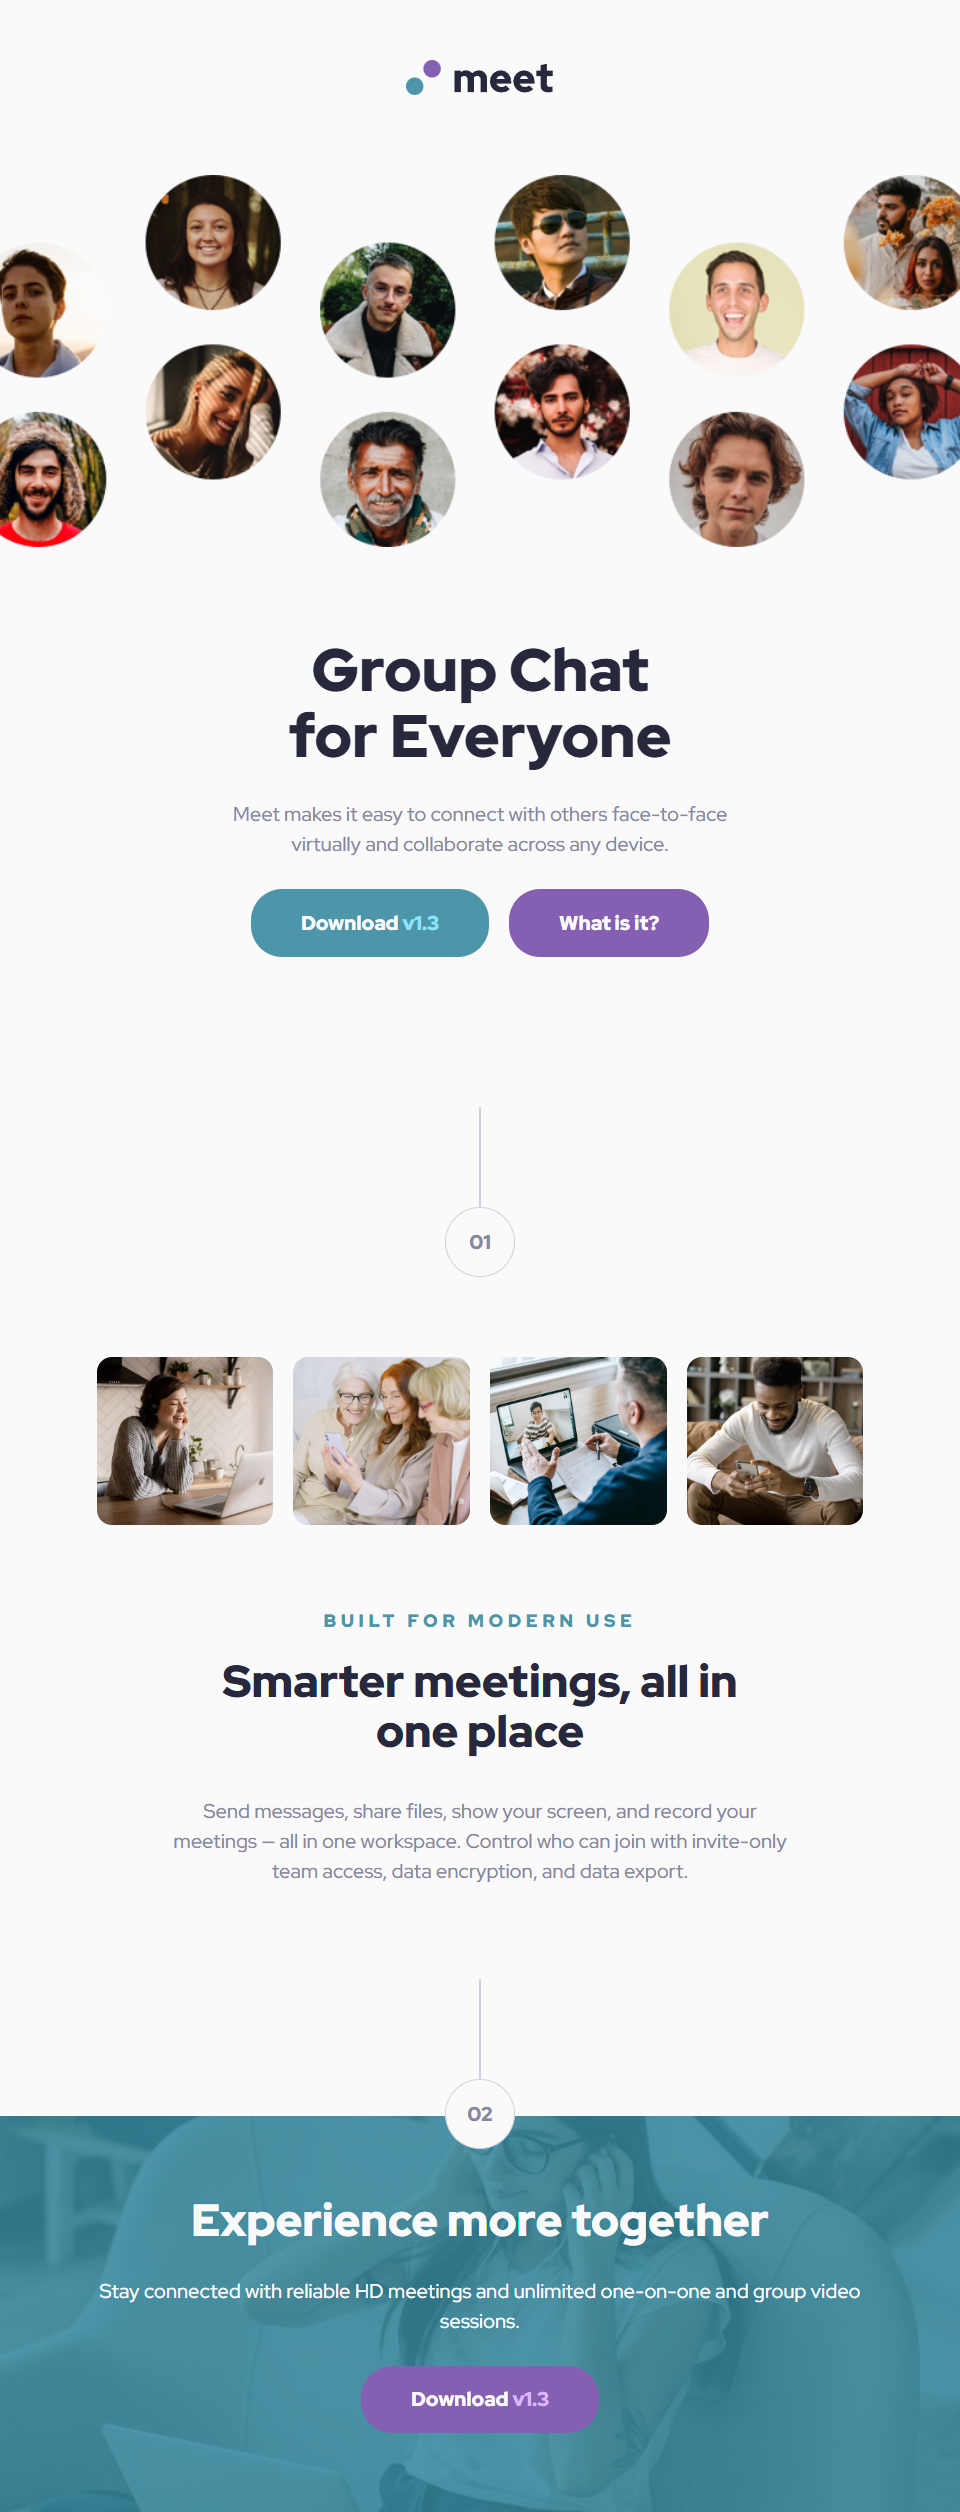 meet
Group Chat
for Everyone
Meet makes it easy to connect with others face-to-face
virtually and collaborate across any device.
Download v1.3
What is it?
01
BUILT FOR MODERN USE
Smarter meetings, all in
one place
Send messages, share files, show your screen, and record your
meetings — all in one workspace. Control who can join with invite-only
team access, data encryption, and data export.
02
Experience more together
Stay connected with reliable HD meetings and unlimited one-on-one and group video
sessions.
Download v1.3